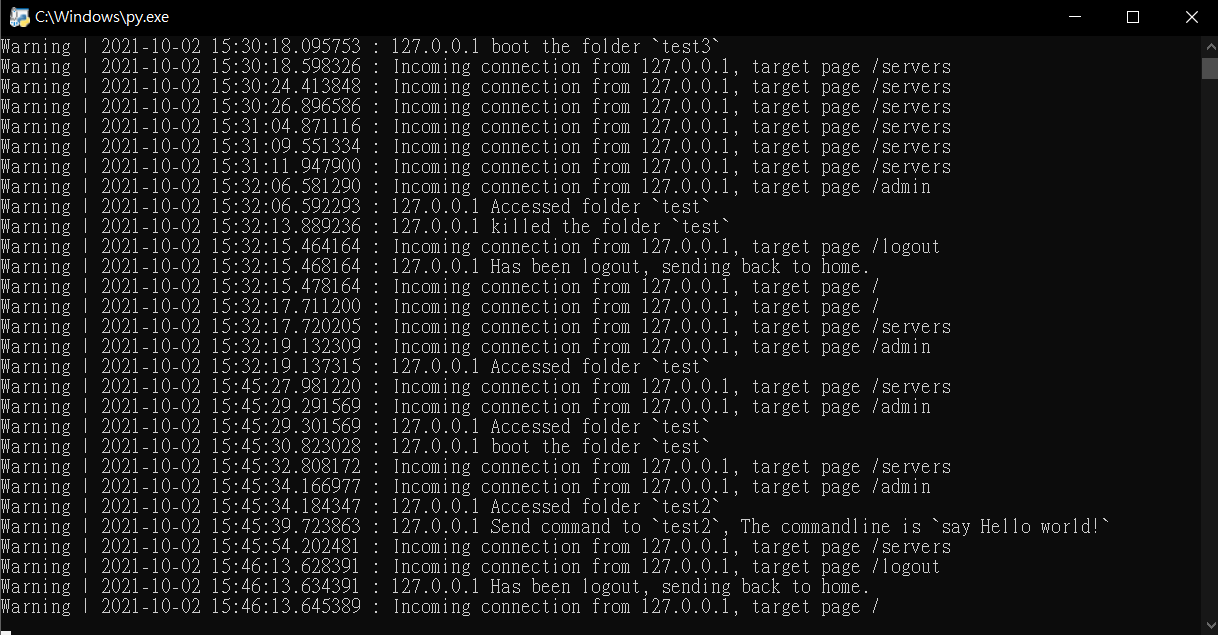 C:\Windows\py.exe
Warning | 2021-10-02 15:30:18.095753 : 127.0.0.1 boot the folder `test3`
Warning | 2021-10-02 15:30:18.598326 : Incoming connection from 127.0.0.1, target page /servers
Warning | 2021-10-02 15:30:24.413848 : Incoming connection from 127.0.0.1, target page /servers
Warning | 2021-10-02 15:30:26.896586 : Incoming connection from 127.0.0.1, target page /servers
Warning | 2021-10-02 15:31:04.871116 : Incoming connection from 127.0.0.1, target page /servers
Warning | 2021-10-02 15:31:09.551334 : Incoming connection from 127.0.0.1, target page /servers
Warning | 2021-10-02 15:31:11.947900 : Incoming connection from 127.0.0.1, target page /servers
Warning | 2021-10-02 15:32:06.581290 : Incoming connection from 127.0.0.1, target page /admin
Warning | 2021-10-02 15:32:06.592293 : 127.0.0.1 Accessed folder `test`
Warning | 2021-10-02 15:32:13.889236 : 127.0.0.1 killed the folder `test`
Warning | 2021-10-02 15:32:15.464164 : Incoming connection from 127.0.0.1, target page /logout
Warning | 2021-10-02 15:32:15.468164 : 127.0.0.1 Has been logout, sending back to home.
Warning | 2021-10-02 15:32:15.478164 : Incoming connection from 127.0.0.1, target page /
Warning | 2021-10-02 15:32:17.711200 : Incoming connection from 127.0.0.1, target page /
Warning | 2021-10-02 15:32:17.720205 : Incoming connection from 127.0.0.1, target page /servers
Warning | 2021-10-02 15:32:19.132309 : Incoming connection from 127.0.0.1, target page /admin
Warning | 2021-10-02 15:32:19.137315 : 127.0.0.1 Accessed folder `test`
Warning | 2021-10-02 15:45:27.981220 : Incoming connection from 127.0.0.1, target page /servers
Warning | 2021-10-02 15:45:29.291569 : Incoming connection from 127.0.0.1, target page /admin
Warning | 2021-10-02 15:45:29.301569 : 127.0.0.1 Accessed folder `test`
Warning | 2021-10-02 15:45:30.823028 : 127.0.0.1 boot the folder `test`
Warning | 2021-10-02 15:45:32.808172 : Incoming connection from 127.0.0.1, target page /servers
Warning | 2021-10-02 15:45:34.166977 : Incoming connection from 127.0.0.1, target page /admin
Warning | 2021-10-02 15:45:34.184347 : 127.0.0.1 Accessed folder `test2`
Warning | 2021-10-02 15:45:39.723863 : 127.0.0.1 Send command to `test2`, The commandline is `say Hello world!`
Warning | 2021-10-02 15:45:54.202481 : Incoming connection from 127.0.0.1, target page /servers
Warning | 2021-10-02 15:46:13.628391 : Incoming connection from 127.0.0.1, target page /logout
Warning | 2021-10-02 15:46:13.634391 : 127.0.0.1 Has been logout, sending back to home.
Warning | 2021-10-02 15:46:13.645389 : Incoming connection from 127.0.0.1, target page /